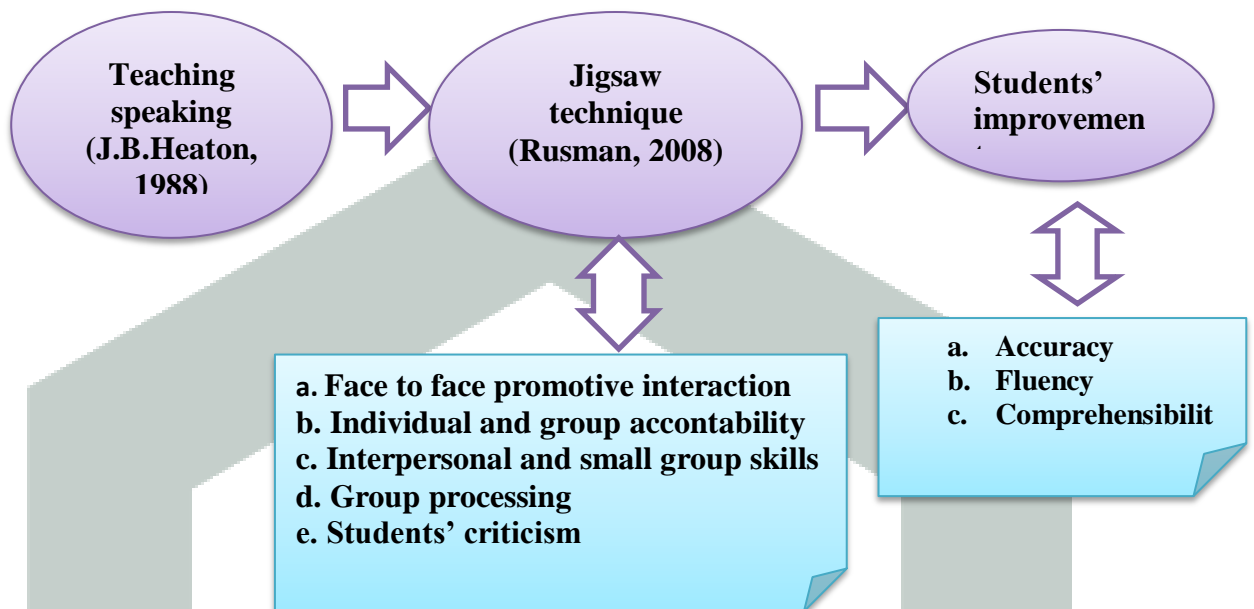 Teaching
speaking
(J.B.Heaton,
1988)
Jigsaw
technique
(Rusman, 2008)
Students’
improvemen
a. Face to face promotive interaction
b. Individual and group accontability
c. Interpersonal and small group skills
d. Group processing
e. Students’ criticism
a. Accuracy
b. Fluency
c. Comprehensibilit